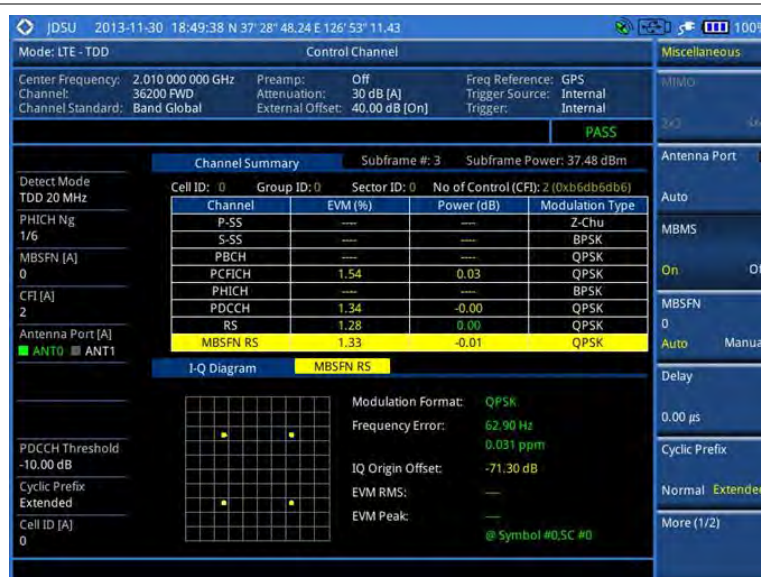 JDSU 2013-11-30 18:49:38 N 37° 28" 48.24 E 126° 53" 11.43 100%
Mode: LTE - TDD Control Channel Miscellaneous
Center Frequency: 2.010 000 000 GHz Preamp: Off Freq Reference: GPS
Channel: 36200 FWD Attenuation: 30 dB [A] Trigger Source: Internal
Channel Standard: Band Global External Offset: 40.00 dB [On] Trigger: Internal
MIMO
2x2
PASS
Channel Summary Subframe #: 3 Subframe Power: 37.48 dBm
Detect Mode
TDD 20 MHz
PHICH Ng
1/6
MBSFN [A]
0
CFI [A]
2
Antenna Port [A]
ANT0 ANT1
PDCCH Threshold
-10.00 dB
Cyclic Prefix
Extended
Cell ID [A]
0
Cell ID: 0 Group ID: 0 Sector ID: 0 No of Control (CFI): 2 (0xb6db6db6)
Channel EVM (%) Power (dB) Modulation Type
P-SS ---- ---- Z-Chu
S-SS ---- ---- BPSK
PBCH ---- ---- QPSK
PCFICH 1.54 0.03 QPSK
PHICH ---- ---- BPSK
PDCCH 1.34 -0.00 QPSK
RS 1.28 0.00 QPSK
MBSFN RS 1.33 -0.01 QPSK
I-Q Diagram MBSFN RS
Modulation Format: QPSK
Frequency Error: 62.90 Hz
0.031 ppm
IQ Origin Offset: -71.30 dB
EVM RMS: ----
EVM Peak: ----
@ Symbol #0,SC #0
Antenna Port
Auto
MBMS
On Of
MBSFN
0
Auto Manua
Delay
0.00 µs
Cyclic Prefix
Normal Extende
More (1/2)